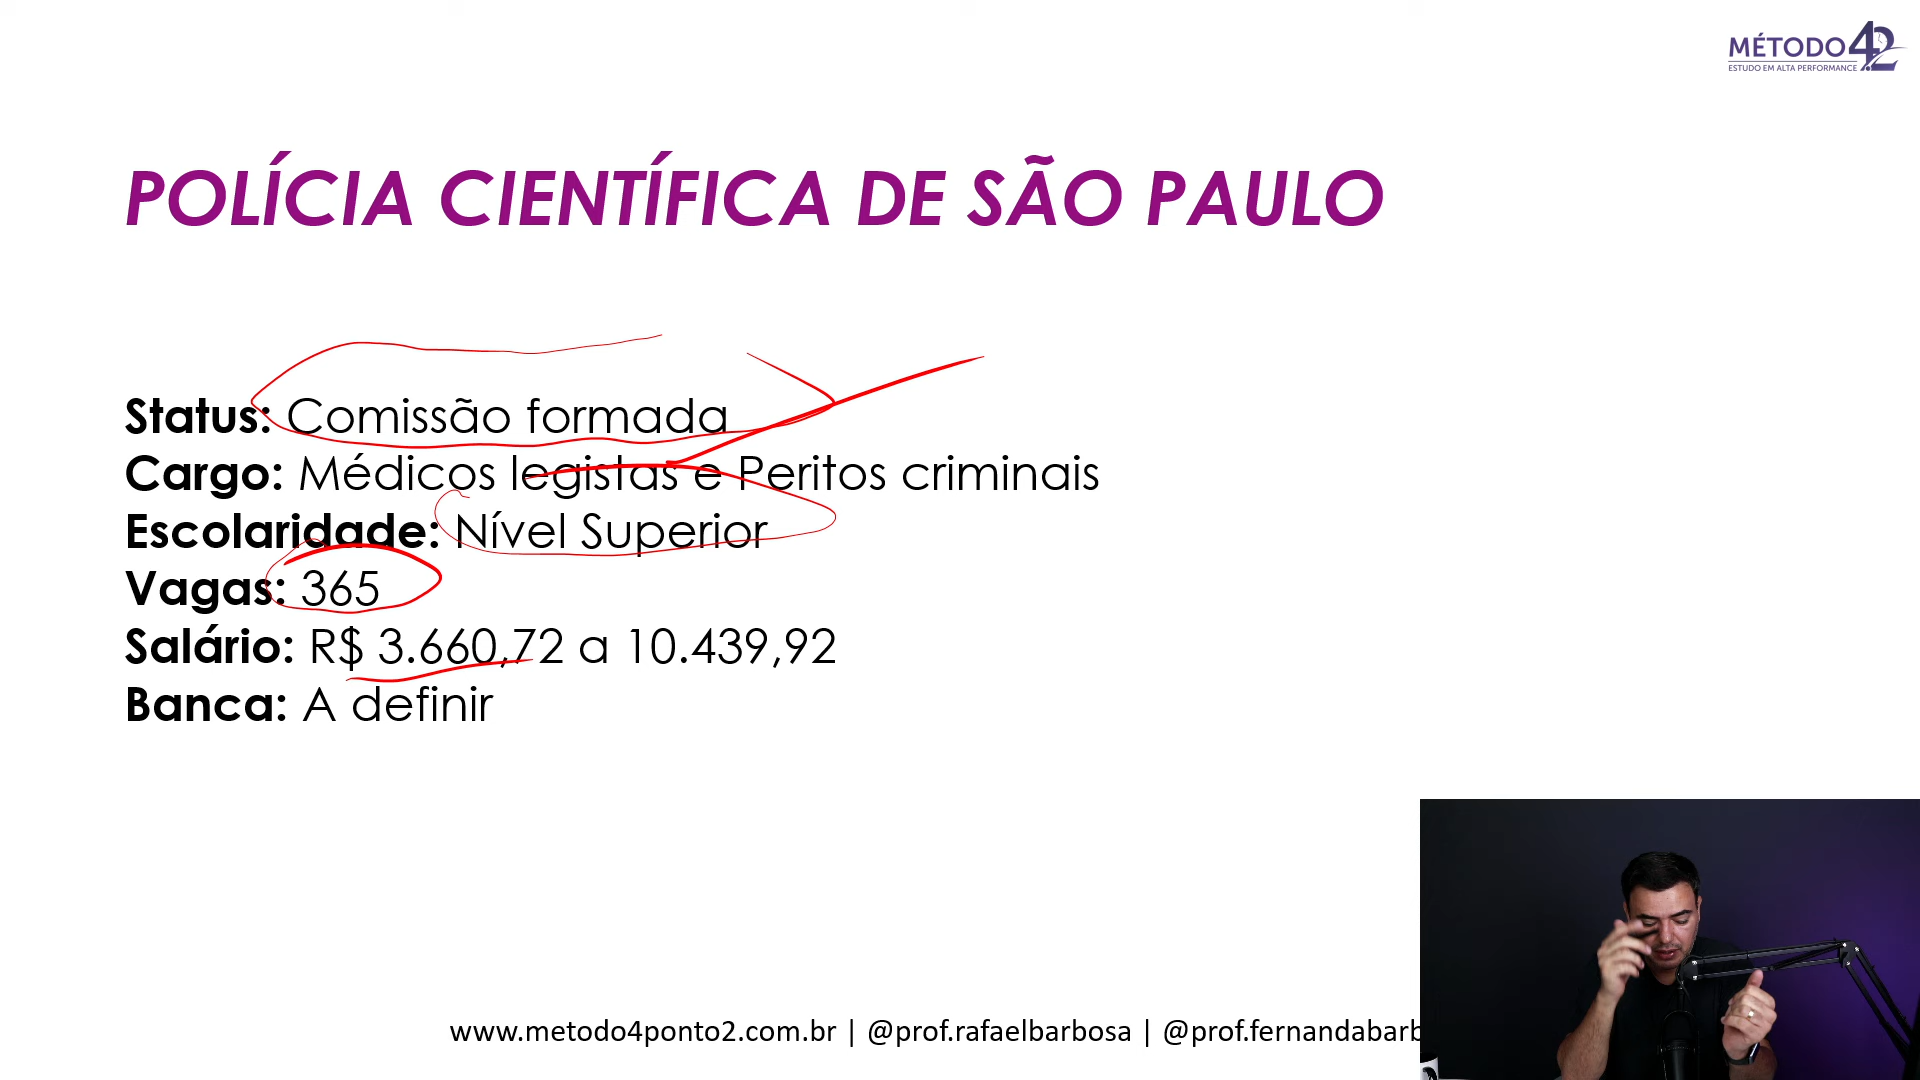 MÉTODO 4.2
ESTUDO EM ALTA PERFORMANCE
POLÍCIA CIENTÍFICA DE SÃO PAULO
Status: Comissão formada
Cargo: Médicos legistas e Peritos criminais
Escolaridade: Nível Superior
Vagas: 365
Salário: R$ 3.660,72 a 10.439,92
Banca: A definir
www.metodo4ponto2.com.br | @prof.rafaelbarbosa | @prof.fernandabarb